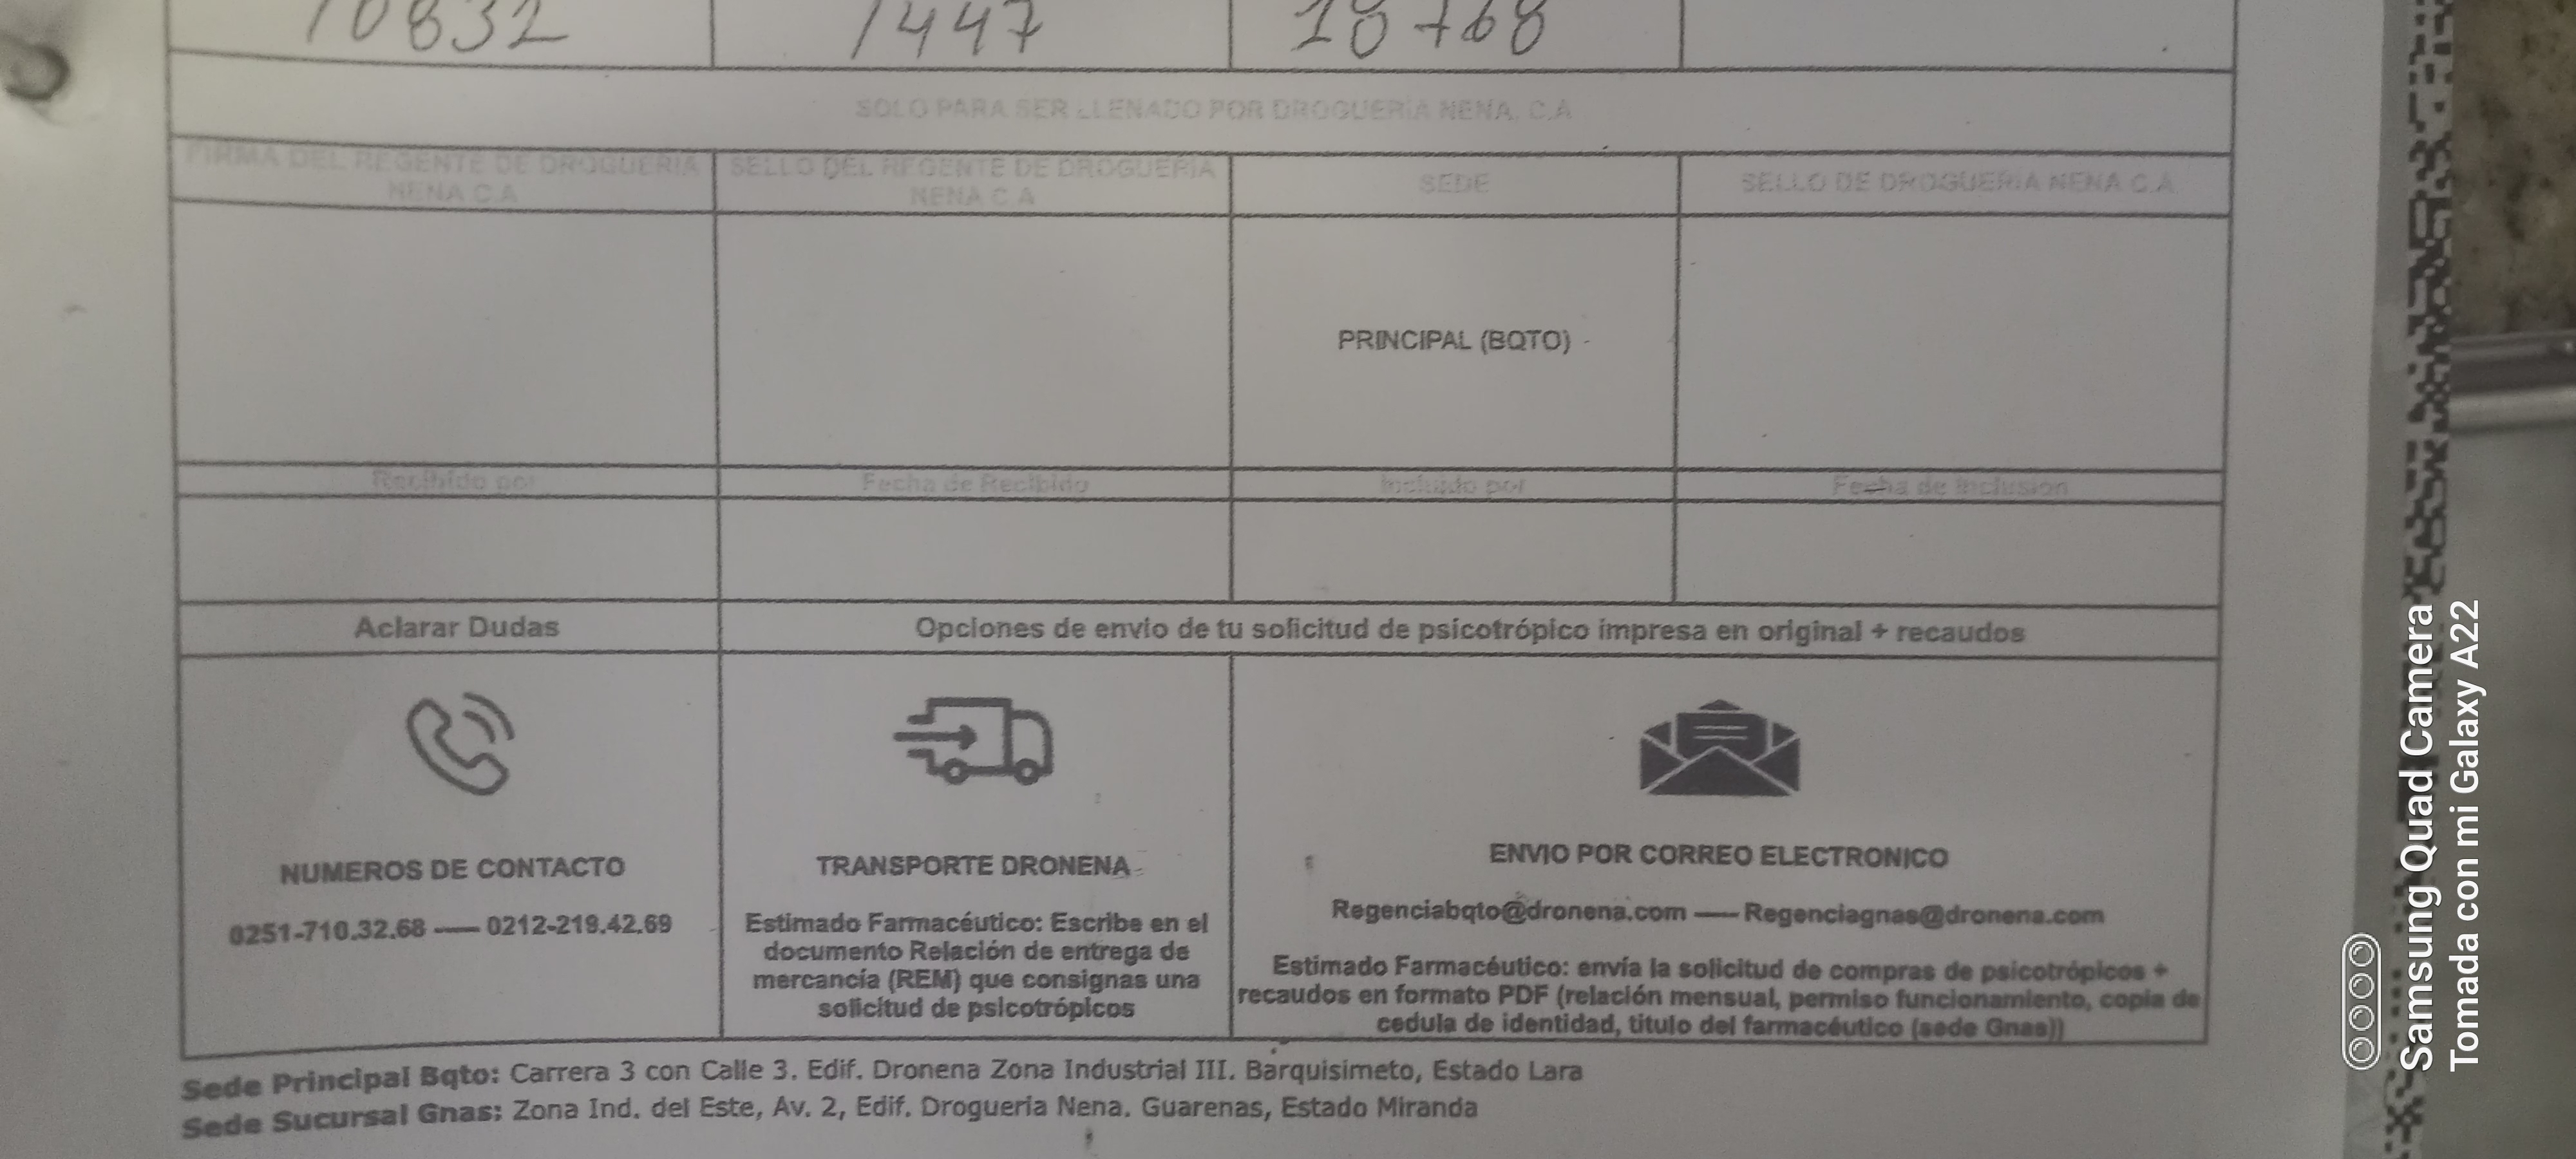 10832 1447 18768
SOLO PARA SER LLENADO POR DROGUERIA NENA, C.A
FIRMA DEL REGENTE DE DROGUERIA NENA C.A
SELLO DEL REGENTE DE DROGUERIA NENA C.A
SEDE
SELLO DE DROGUERIA NENA C.A
PRINCIPAL (BQTO)
Recibido por
Fecha de Recibido
Incluido por
Fecha de Inclusión
Aclarar Dudas
Opciones de envio de tu solicitud de psicotrópico impresa en original + recaudos
NUMEROS DE CONTACTO
0251-710.32.68 —— 0212-219.42.69
TRANSPORTE DRONENA
Estimado Farmacéutico: Escribe en el
documento Relación de entrega de
mercancía (REM) que consignas una
solicitud de psicotrópicos
ENVIO POR CORREO ELECTRONICO
Regenciabqto@dronena.com —— Regenciagnas@dronena.com
Estimado Farmacéutico: envía la solicitud de compras de psicotrópicos +
recaudos en formato PDF (relación mensual, permiso funcionamiento, copia de
cedula de identidad, titulo del farmacéutico (sede Gnas))
Sede Principal Bqto: Carrera 3 con Calle 3. Edif. Dronena Zona Industrial III. Barquisimeto, Estado Lara
Sede Sucursal Gnas: Zona Ind. del Este, Av. 2, Edif. Drogueria Nena. Guarenas, Estado Miranda
Samsung Quad Camera
Tomada con mi Galaxy A22